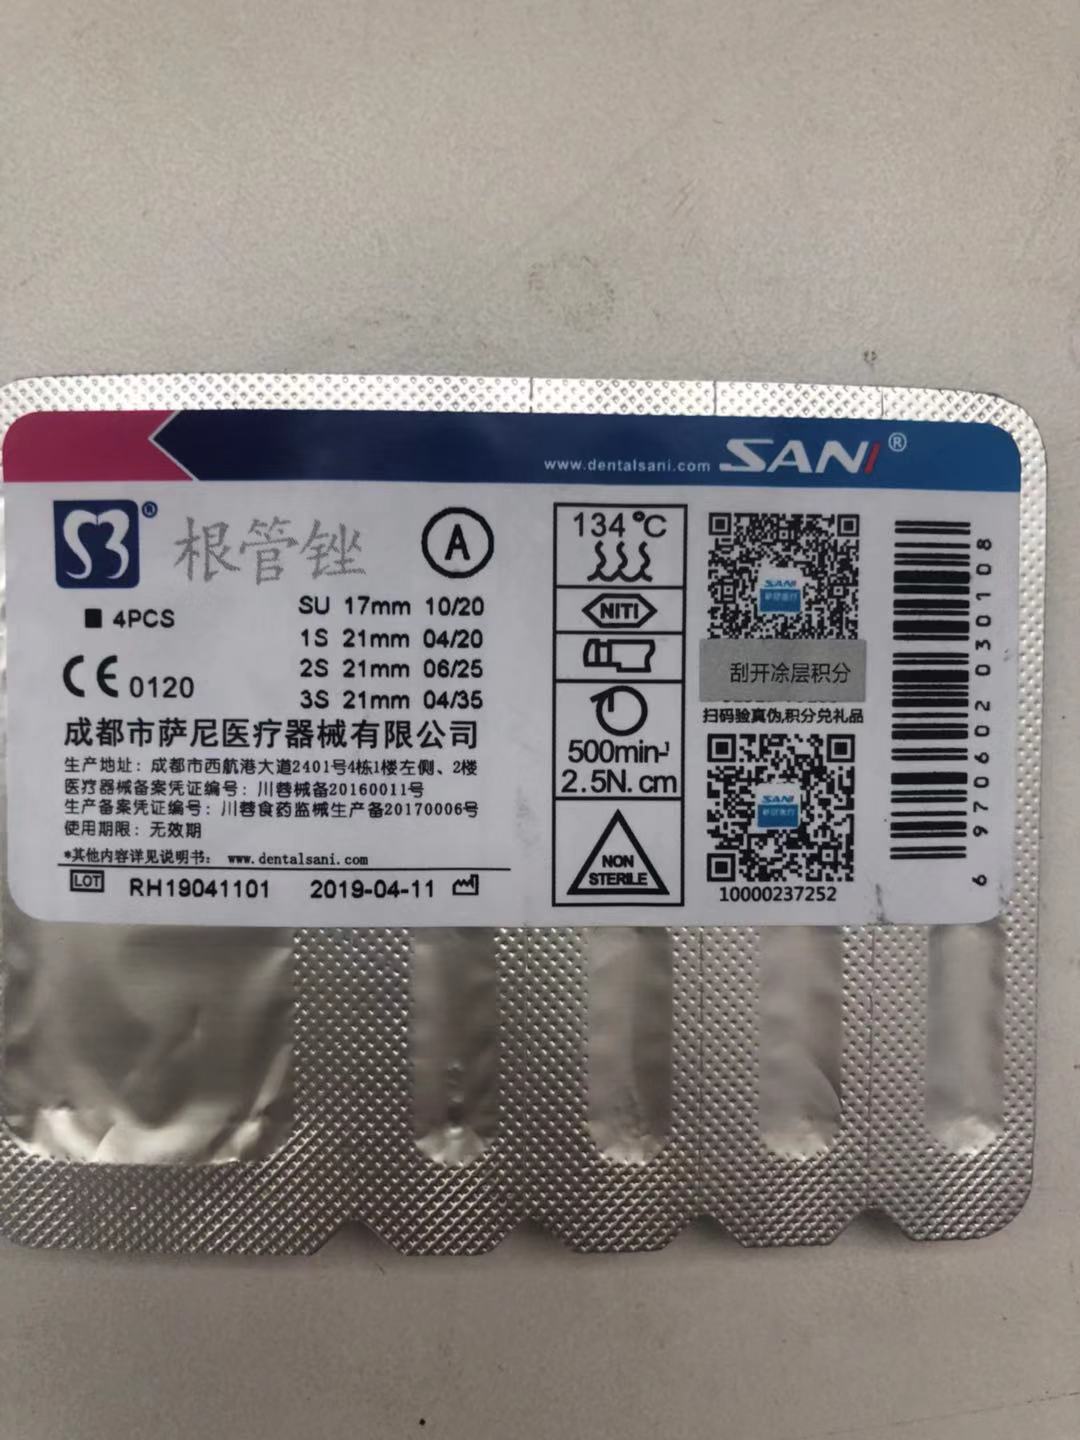 www.dentalsani.com SANI®
S3® 根管锉 A
4PCS
SU 17mm 10/20
1S 21mm 04/20
2S 21mm 06/25
3S 21mm 04/35
CE 0120
成都市萨尼医疗器械有限公司
生产地址：成都市西航港大道2401号4栋1楼左侧、2楼
医疗器械备案凭证编号：川蓉械备20160011号
生产备案凭证编号：川蓉食药监械生产备20170006号
使用期限：无效期
*其他内容详见说明书：www.dentalsani.com
LOT RH19041101 2019-04-11
134°C
NITI
500min-1
2.5N.cm
NON
STERILE
SANI
刮开涂层积分
扫码验真伪,积分兑礼品
SANI
10000237252
6970602030108